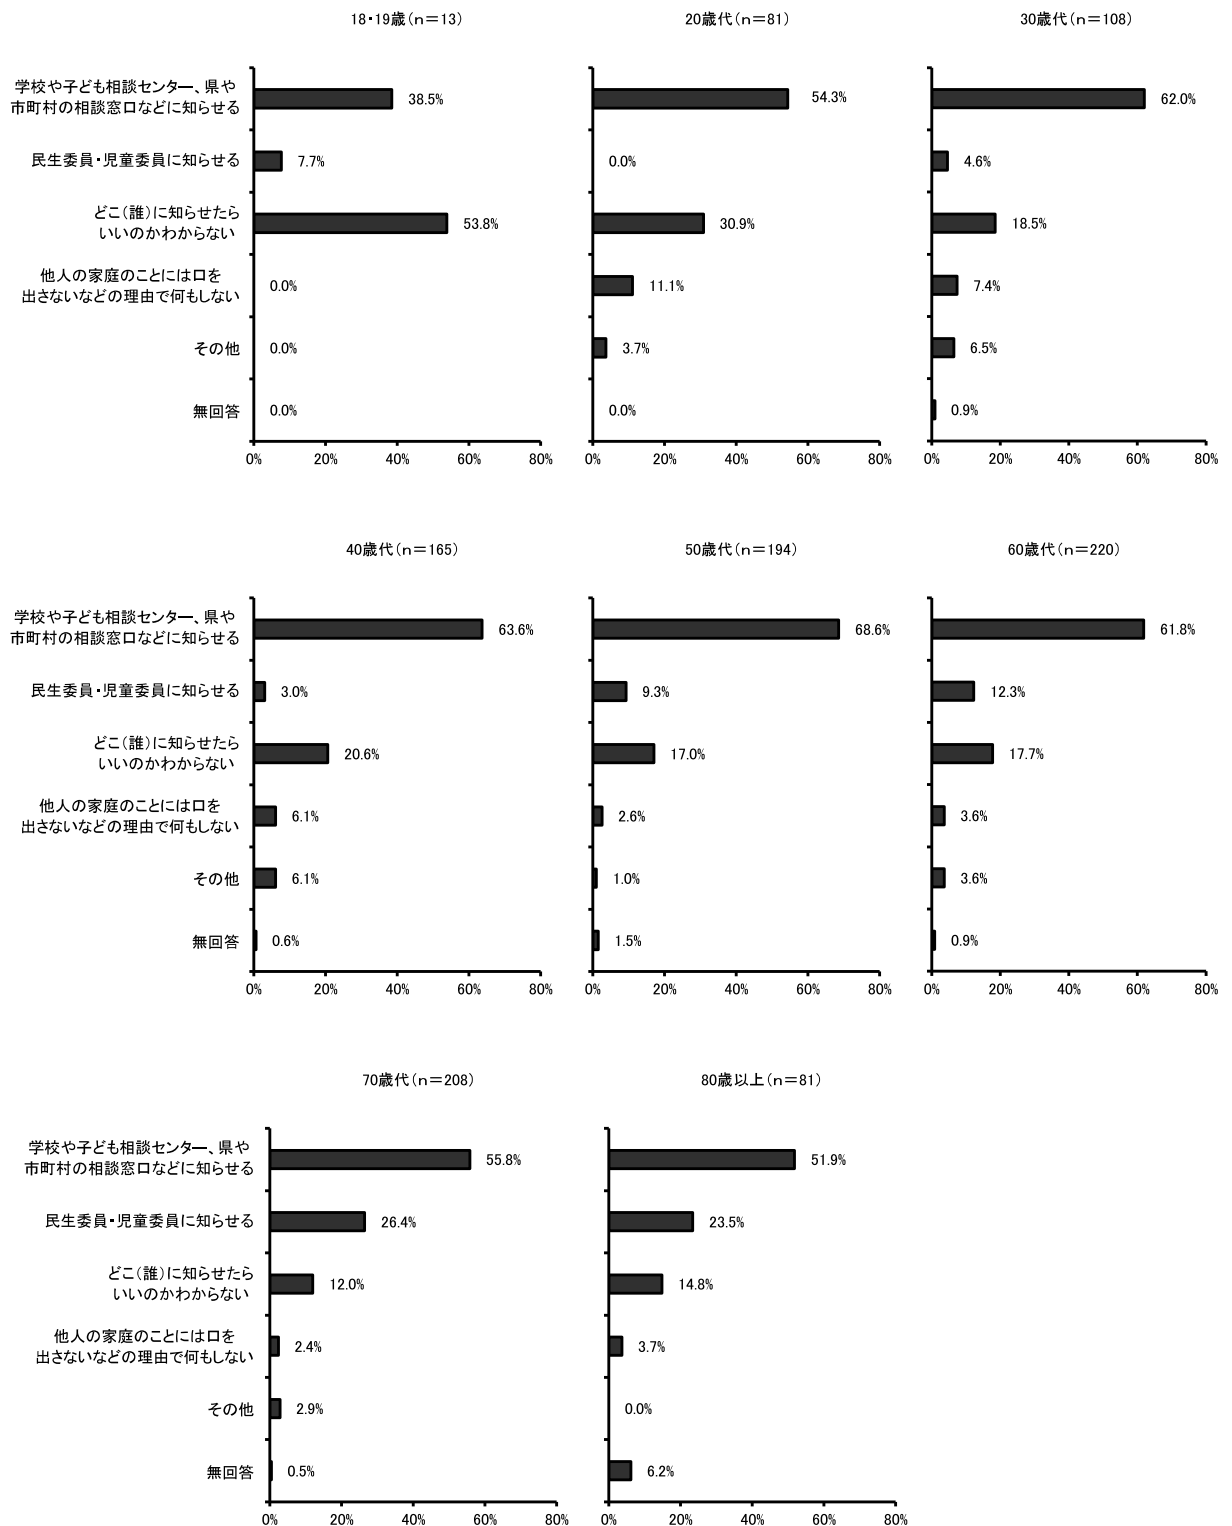 18・19歳(n=13)
学校や子ども相談センター、県や
市町村の相談窓口などに知らせる
38.5%
民生委員・児童委員に知らせる
7.7%
どこ(誰)に知らせたら
いいのかわからない
53.8%
他人の家庭のことには口を
出さないなどの理由で何もしない
0.0%
その他
0.0%
無回答
0.0%
0% 20% 40% 60% 80%
20歳代(n=81)
54.3%
0.0%
30.9%
11.1%
3.7%
0.0%
0% 20% 40% 60% 80%
30歳代(n=108)
62.0%
4.6%
18.5%
7.4%
6.5%
0.9%
0% 20% 40% 60% 80%
40歳代(n=165)
学校や子ども相談センター、県や
市町村の相談窓口などに知らせる
63.6%
民生委員・児童委員に知らせる
3.0%
どこ(誰)に知らせたら
いいのかわからない
20.6%
他人の家庭のことには口を
出さないなどの理由で何もしない
6.1%
その他
6.1%
無回答
0.6%
0% 20% 40% 60% 80%
50歳代(n=194)
68.6%
9.3%
17.0%
2.6%
1.0%
1.5%
0% 20% 40% 60% 80%
60歳代(n=220)
61.8%
12.3%
17.7%
3.6%
3.6%
0.9%
0% 20% 40% 60% 80%
70歳代(n=208)
学校や子ども相談センター、県や
市町村の相談窓口などに知らせる
55.8%
民生委員・児童委員に知らせる
26.4%
どこ(誰)に知らせたら
いいのかわからない
12.0%
他人の家庭のことには口を
出さないなどの理由で何もしない
2.4%
その他
2.9%
無回答
0.5%
0% 20% 40% 60% 80%
80歳以上(n=81)
51.9%
23.5%
14.8%
3.7%
0.0%
6.2%
0% 20% 40% 60% 80%